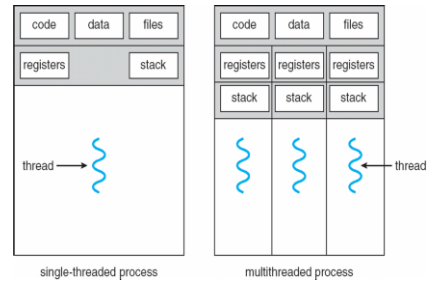 code data files
registers stack
thread
single-threaded process
code data files
registers registers registers
stack stack stack
thread
multithreaded process